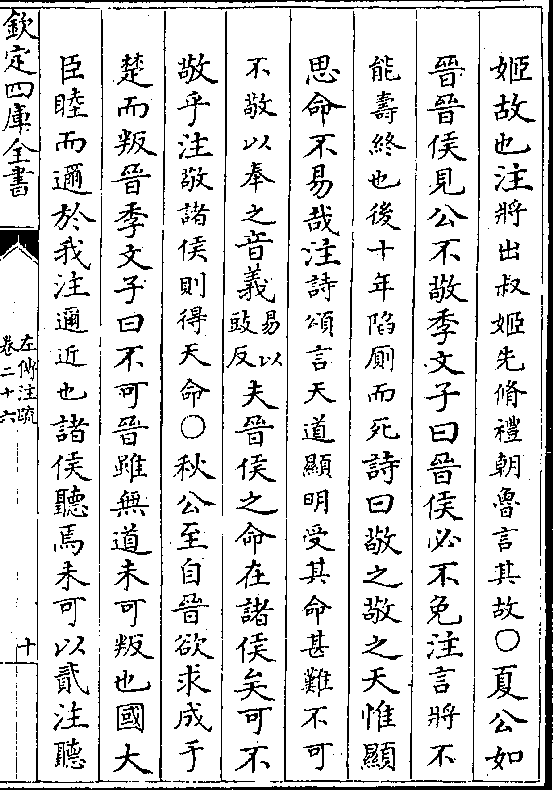 姬故也注將出叔姬先脩禮朝魯言其故○夏公如
晉晉侯見公不敬季文子曰晉侯必不免注言將不
能壽終也後十年陷厠而死詩曰敬之敬之天惟顯
思命不易哉注詩頌言天道顯明受其命甚難不可
不敬以奉之音義易以豉反夫晉侯之命在諸侯矣可不
敬乎注敬諸侯則得天命○秋公至自晉欲求成于
楚而叛晉季文子曰不可晉雖無道未可叛也國大
臣睦而邇於我注邇近也諸侯聽焉未可以貳注聽
欽定四庫全書
左傳注疏
卷二十六
十